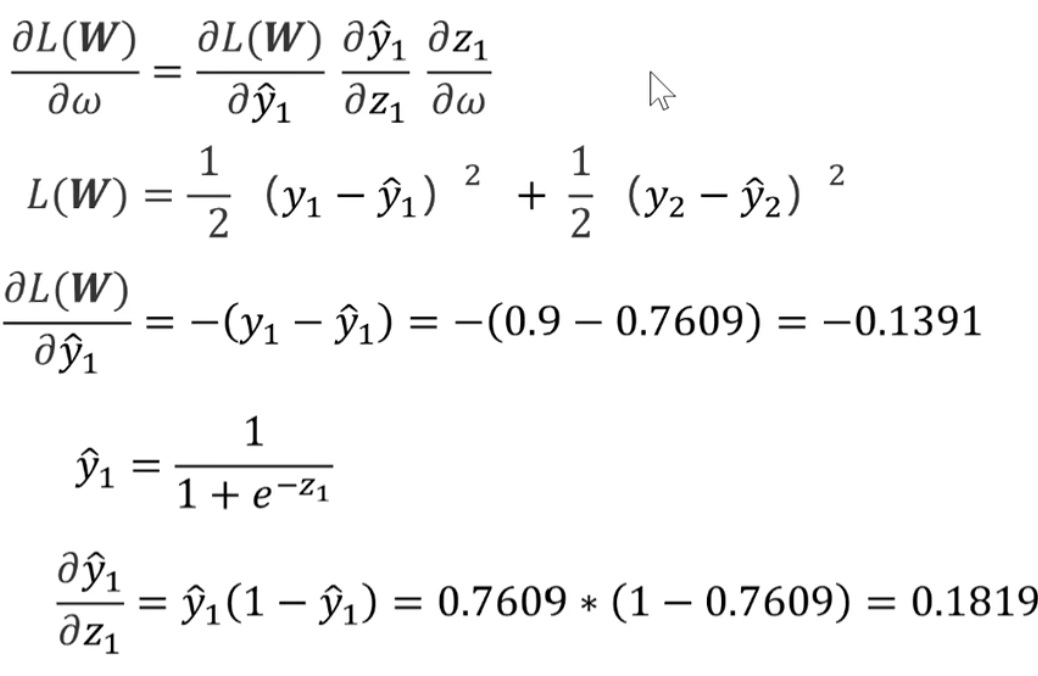 ∂L(W)/∂ω = ∂L(W)/∂ŷ₁ ∂ŷ₁/∂z₁ ∂z₁/∂ω
L(W) = 1/2 (y₁ − ŷ₁)² + 1/2 (y₂ − ŷ₂)²
∂L(W)/∂ŷ₁ = −(y₁ − ŷ₁) = −(0.9 − 0.7609) = −0.1391
ŷ₁ = 1/(1 + e^(−z₁))
∂ŷ₁/∂z₁ = ŷ₁(1 − ŷ₁) = 0.7609 * (1 − 0.7609) = 0.1819